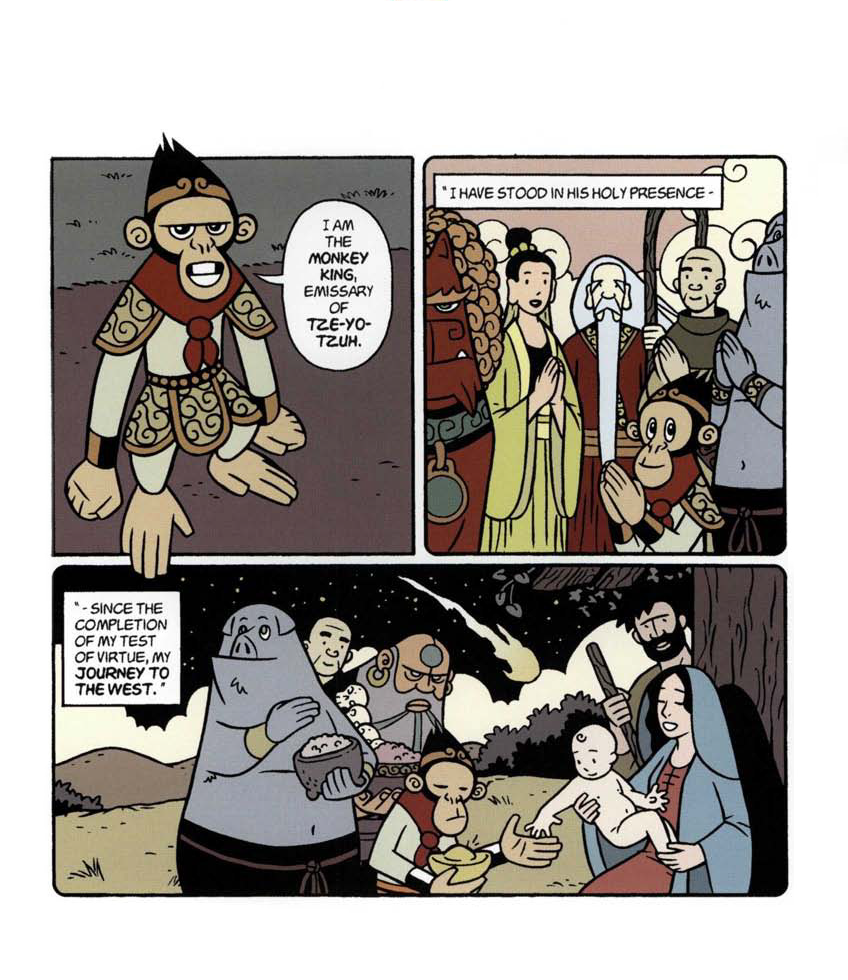 I AM
THE
MONKEY
KING,
EMISSARY
OF
TZE-YO-
TZUH.
"I HAVE STOOD IN HIS HOLY PRESENCE -
"- SINCE THE
COMPLETION
OF MY TEST
OF VIRTUE, MY
JOURNEY TO
THE WEST."